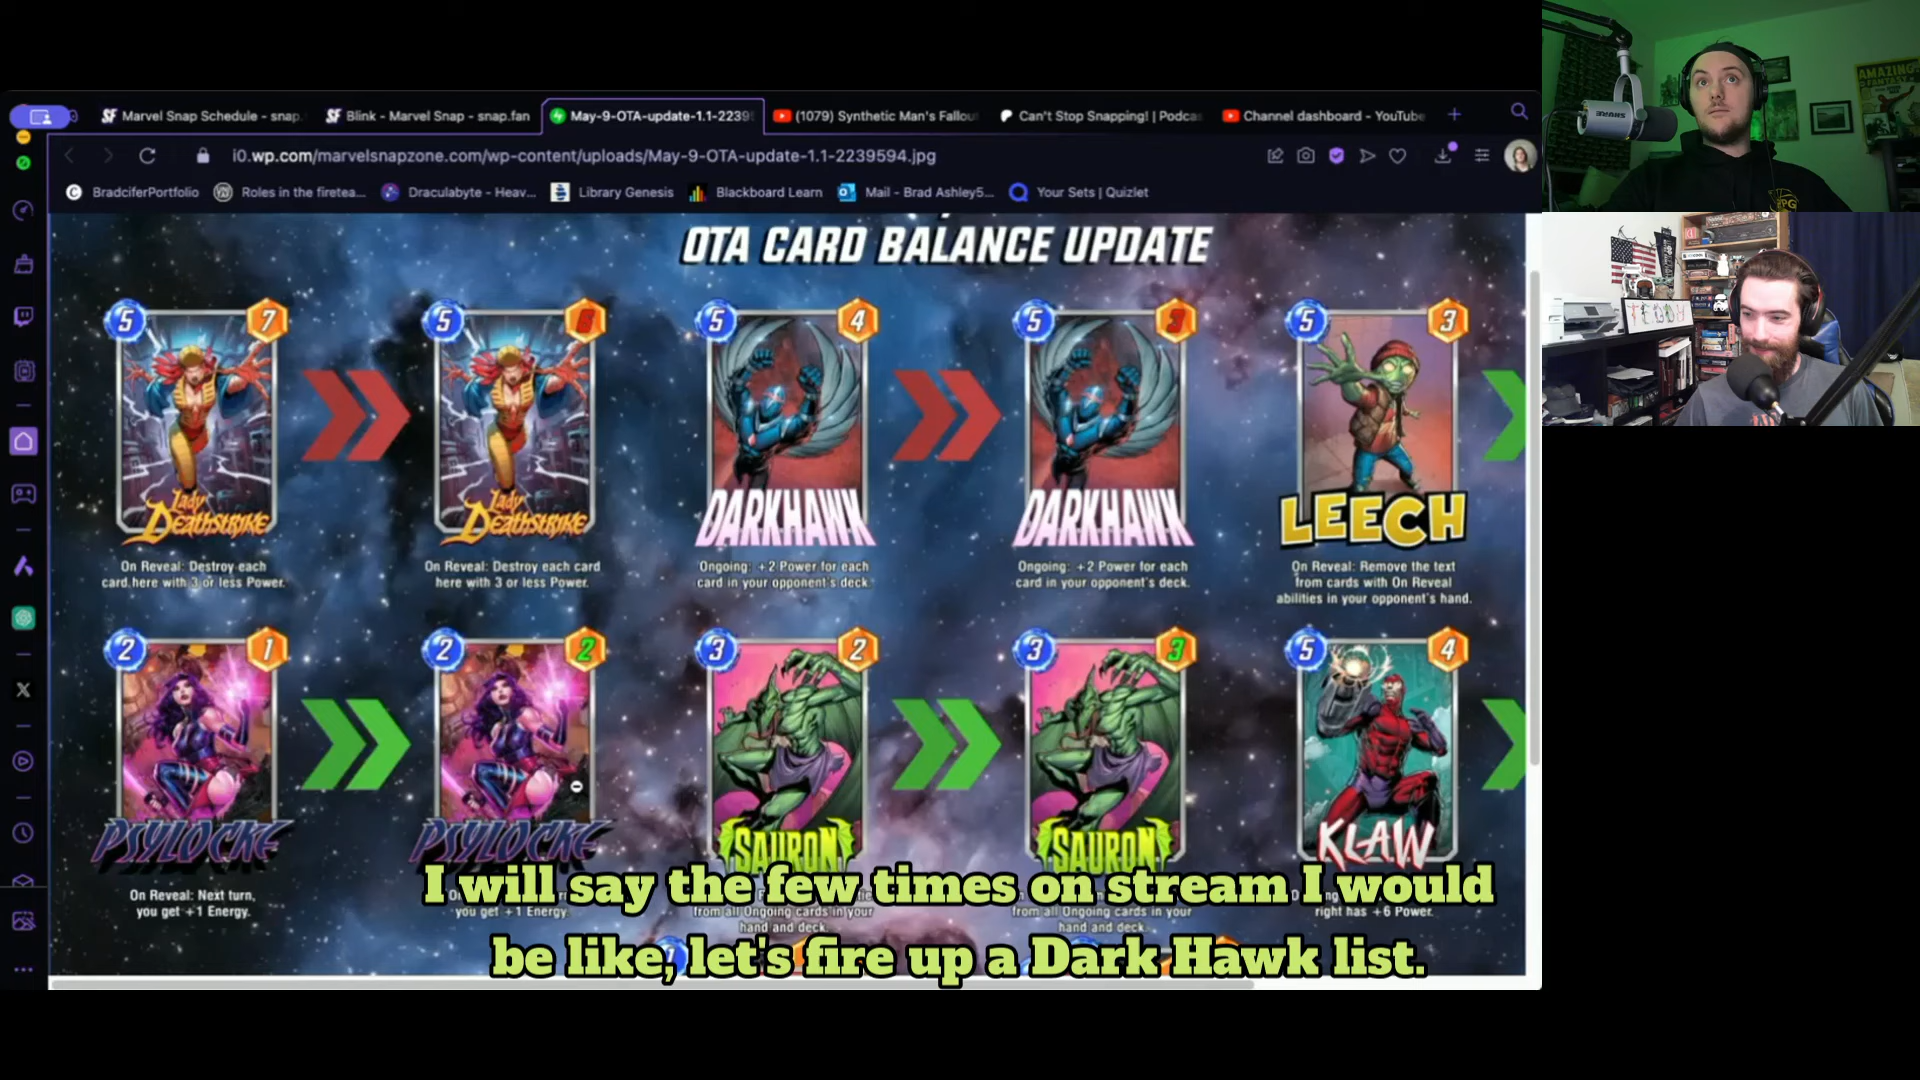 Marvel Snap Schedule - snap.
Blink - Marvel Snap - snap.fan
May-9-OTA-update-1.1-2239
(1079) Synthetic Man's Fallou
Can't Stop Snapping! | Podca
Channel dashboard - YouTube
i0.wp.com/marvelsnapzone.com/wp-content/uploads/May-9-OTA-update-1.1-2239594.jpg
BradciferPortfolio
Roles in the firetea...
Draculabyte - Heav...
Library Genesis
Blackboard Learn
Mail - Brad Ashley5...
Your Sets | Quizlet
OTA CARD BALANCE UPDATE
5 7
5 6
5 4
5 3
5 3
Lady Deathstrike
Lady Deathstrike
DARKHAWK
DARKHAWK
LEECH
On Reveal: Destroy each
card here with 3 or less Power.
On Reveal: Destroy each card
here with 3 or less Power.
Ongoing: +2 Power for each
card in your opponent's deck.
Ongoing: +2 Power for each
card in your opponent's deck.
On Reveal: Remove the text
from cards with On Reveal
abilities in your opponent's hand.
2 1
2 2
3 2
3 3
5 4
PSYLOCKE
PSYLOCKE
SAURON
SAURON
KLAW
On Reveal: Next turn,
you get +1 Energy.
you get +1 Energy.
from all Ongoing cards in your
hand and deck.
from all Ongoing cards in your
hand and deck.
right has +6 Power.
I will say the few times on stream I would
be like, let's fire up a Dark Hawk list.
AMAZING
FANTASY
SHURE